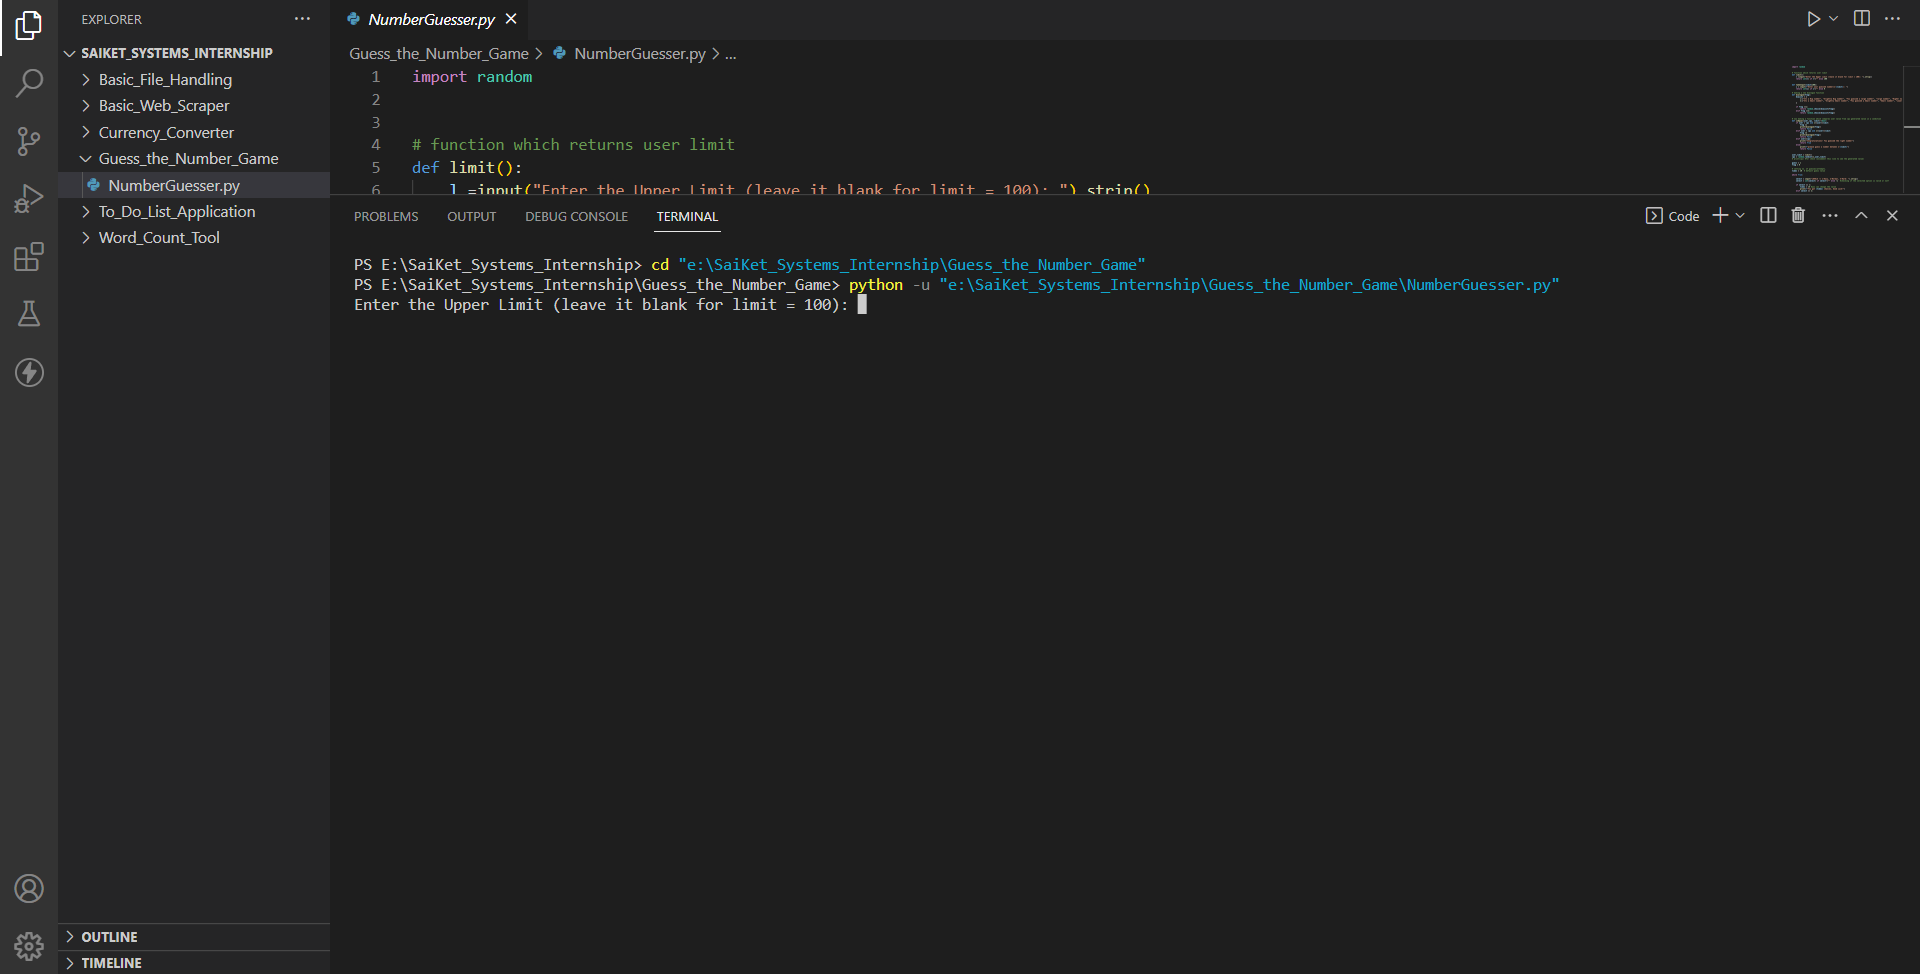 EXPLORER
SAIKET_SYSTEMS_INTERNSHIP
Basic_File_Handling
Basic_Web_Scraper
Currency_Converter
Guess_the_Number_Game
NumberGuesser.py
To_Do_List_Application
Word_Count_Tool
OUTLINE
TIMELINE
NumberGuesser.py
Guess_the_Number_Game > NumberGuesser.py > ...
1 import random
2
3
4 # function which returns user limit
5 def limit():
6 l =input("Enter the Upper Limit (leave it blank for limit = 100): ").strip()
PROBLEMS OUTPUT DEBUG CONSOLE TERMINAL Code
PS E:\SaiKet_Systems_Internship> cd "e:\SaiKet_Systems_Internship\Guess_the_Number_Game"
PS E:\SaiKet_Systems_Internship\Guess_the_Number_Game> python -u "e:\SaiKet_Systems_Internship\Guess_the_Number_Game\NumberGuesser.py"
Enter the Upper Limit (leave it blank for limit = 100):